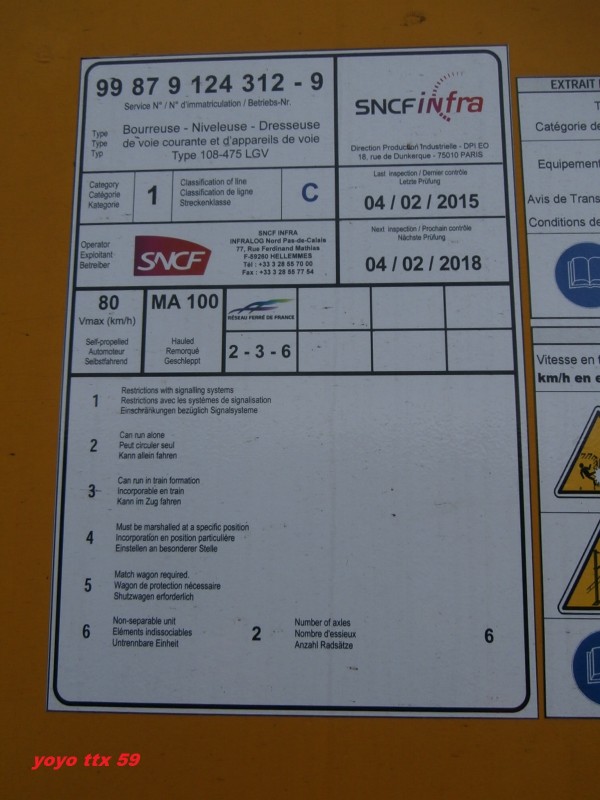 99 87 9 124 312 - 9
Service N° / N° d'immatriculation / Betriebs-Nr.
Type
Type
Typ
Bourreuse - Niveleuse - Dresseuse
de voie courante et d'appareils de voie
Type 108-475 LGV
SNCF infra
Direction Production Industrielle - DPI EO
18, rue de Dunkerque - 75010 PARIS
Category
Catégorie
Kategorie
1
Classification of line
Classification de ligne
Streckenklasse
C
Last inspection / Dernier contrôle
Letzte Prüfung
04 / 02 / 2015
Operator
Exploitant
Betreiber
SNCF
SNCF INFRA
INFRALOG Nord Pas-de-Calais
77, Rue Ferdinand Mathias
F-59260 HELLEMMES
Tél : +33 3 28 55 70 00
Fax : +33 3 28 55 77 54
Next inspection / Prochain contrôle
Nächste Prüfung
04 / 02 / 2018
80
Vmax (km/h)
MA 100
RÉSEAU FERRÉ DE FRANCE
Self-propelled
Automoteur
Selbstfahrend
Hauled
Remorqué
Geschleppt
2 - 3 - 6
1
Restrictions with signalling systems
Restrictions avec les systèmes de signalisation
Einschränkungen bezüglich Signalsysteme
2
Can run alone
Peut circuler seul
Kann allein fahren
3
Can run in train formation
Incorporable en train
Kann im Zug fahren
4
Must be marshalled at a specific position
Incorporation en position particulière
Einstellen an besonderer Stelle
5
Match wagon required.
Wagon de protection nécessaire
Shutzwagen erforderlich
6
Non-separable unit
Eléments indissociables
Untrennbare Einheit
2
Number of axles
Nombre d'essieux
Anzahl Radsätze
6
EXTRAIT
Catégorie de
Equipement
Avis de Trans
Conditions de
Vitesse en t
km/h en e
yoyo ttx 59